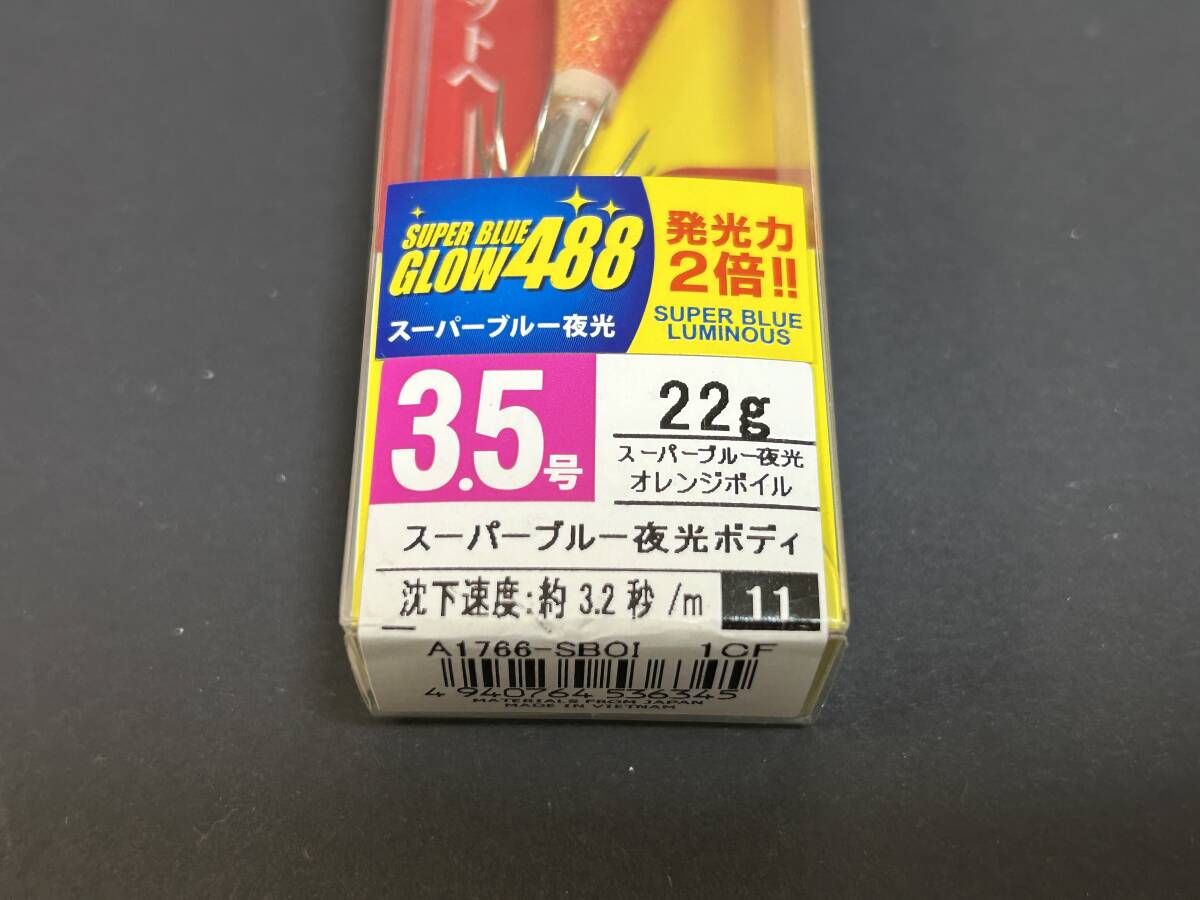 ットへ
SUPER BLUE
GLOW488
スーパーブルー夜光
発光力
2倍!!
SUPER BLUE
LUMINOUS
3.5号
22g
スーパーブルー夜光
オレンジボイル
スーパーブルー夜光ボディ
沈下速度:約3.2秒/m 11
A1766-SBOI 1CF
4 940764 536345
MATERIALS FROM JAPAN
MADE IN VIETNAM